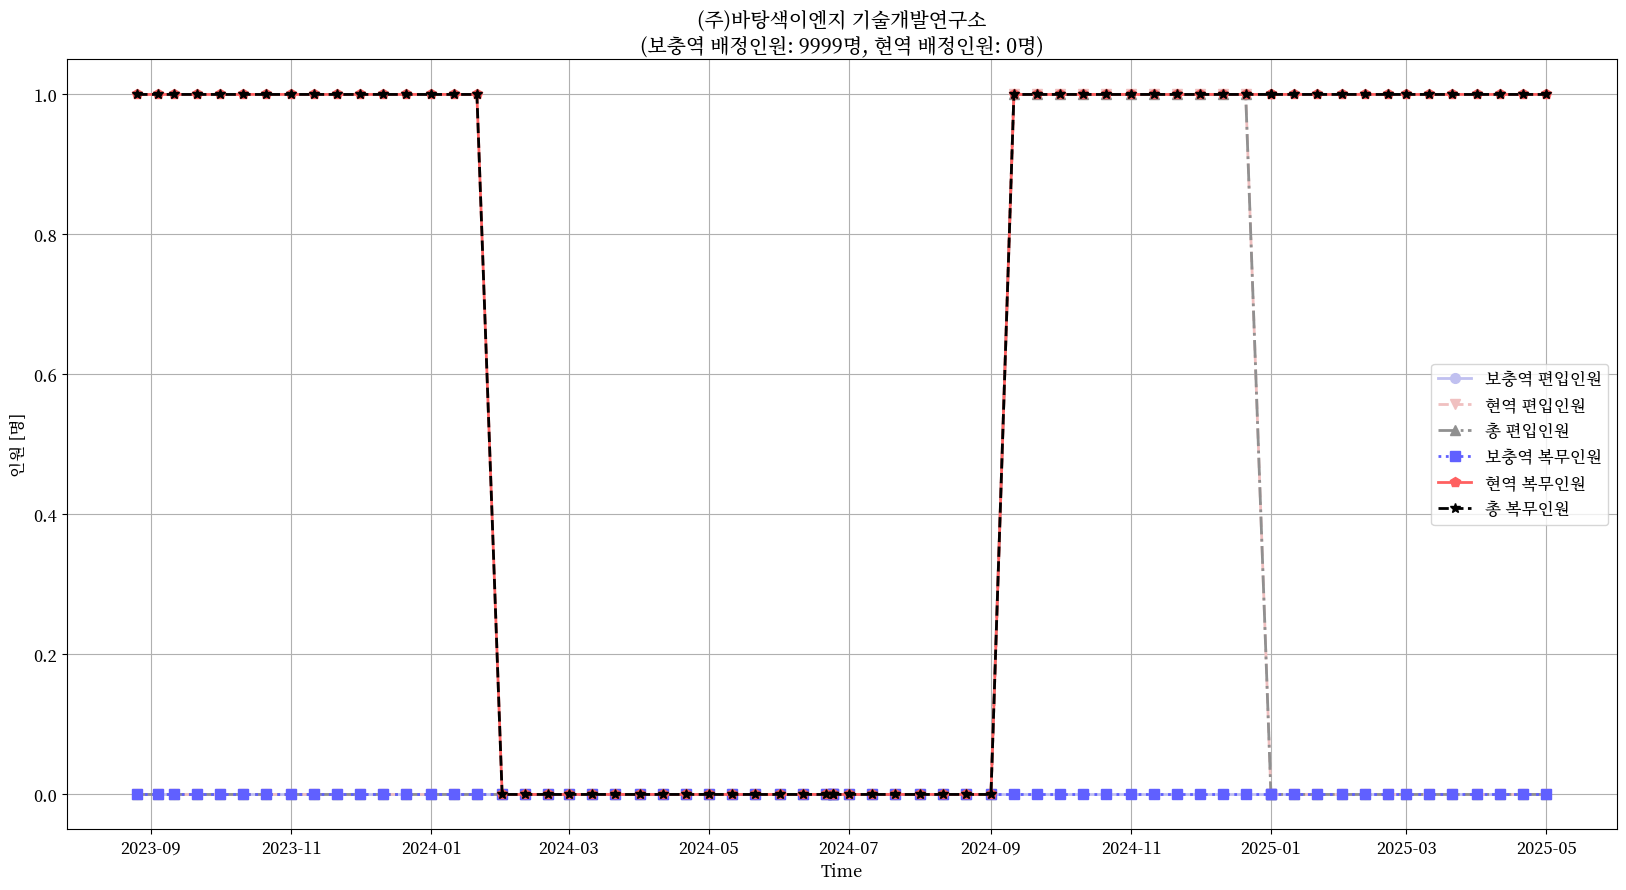 (주)바탕색이엔지 기술개발연구소
(보충역 배정인원: 9999명, 현역 배정인원: 0명)
인원 [명]
1.0
0.8
0.6
0.4
0.2
0.0
보충역 편입인원
현역 편입인원
총 편입인원
보충역 복무인원
현역 복무인원
총 복무인원
2023-09 2023-11 2024-01 2024-03 2024-05 2024-07 2024-09 2024-11 2025-01 2025-03 2025-05
Time